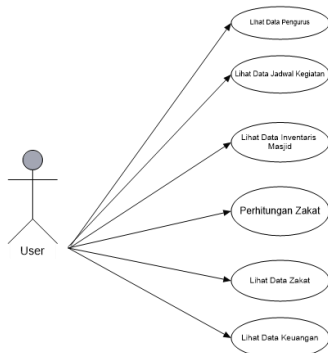 Lihat Data Pengurus
Lihat Data Jadwal Kegiatan
Lihat Data Inventaris
Masjid
Perhitungan Zakat
User
Lihat Data Zakat
Lihat Data Keuangan